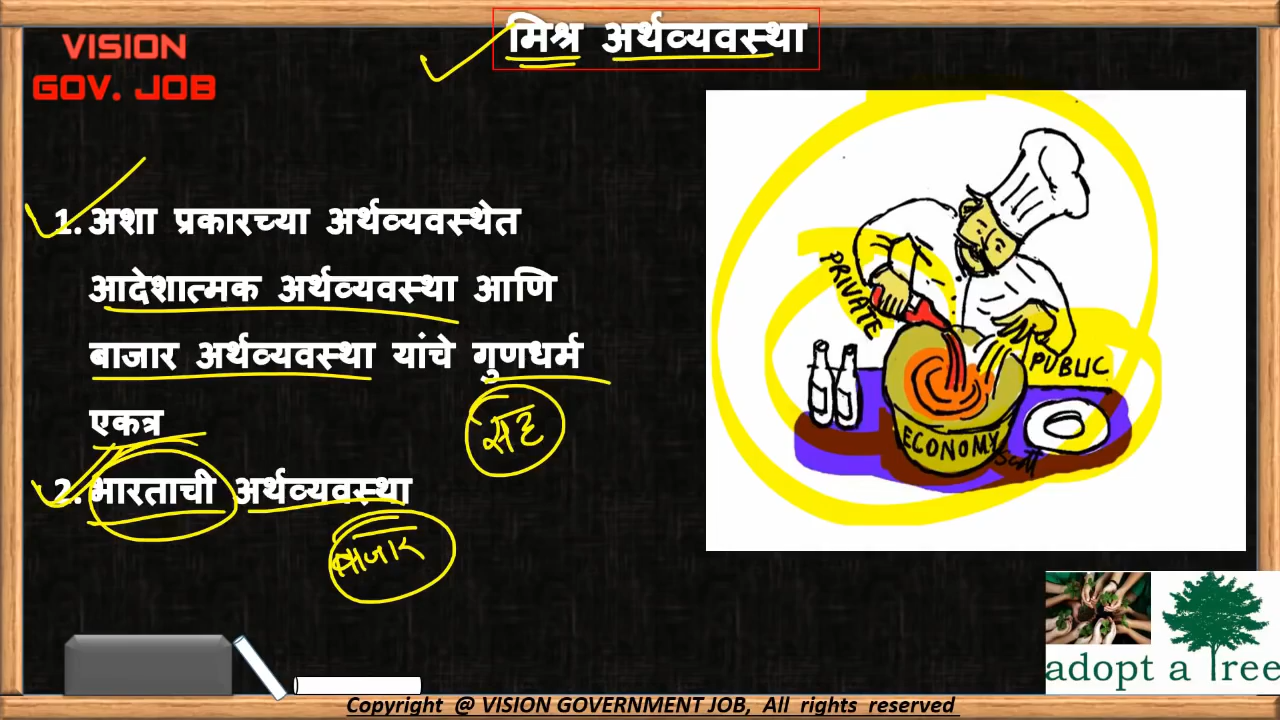 मिश्र अर्थव्यवस्था
VISION
GOV. JOB
1. अशा प्रकारच्या अर्थव्यवस्थेत
आदेशात्मक अर्थव्यवस्था आणि
बाजार अर्थव्यवस्था यांचे गुणधर्म
एकत्र
2. भारताची अर्थव्यवस्था
बाजार
PRIVATE
PUBLIC
ECONOMY
adopt a Tree
Copyright @ VISION GOVERNMENT JOB, All rights reserved